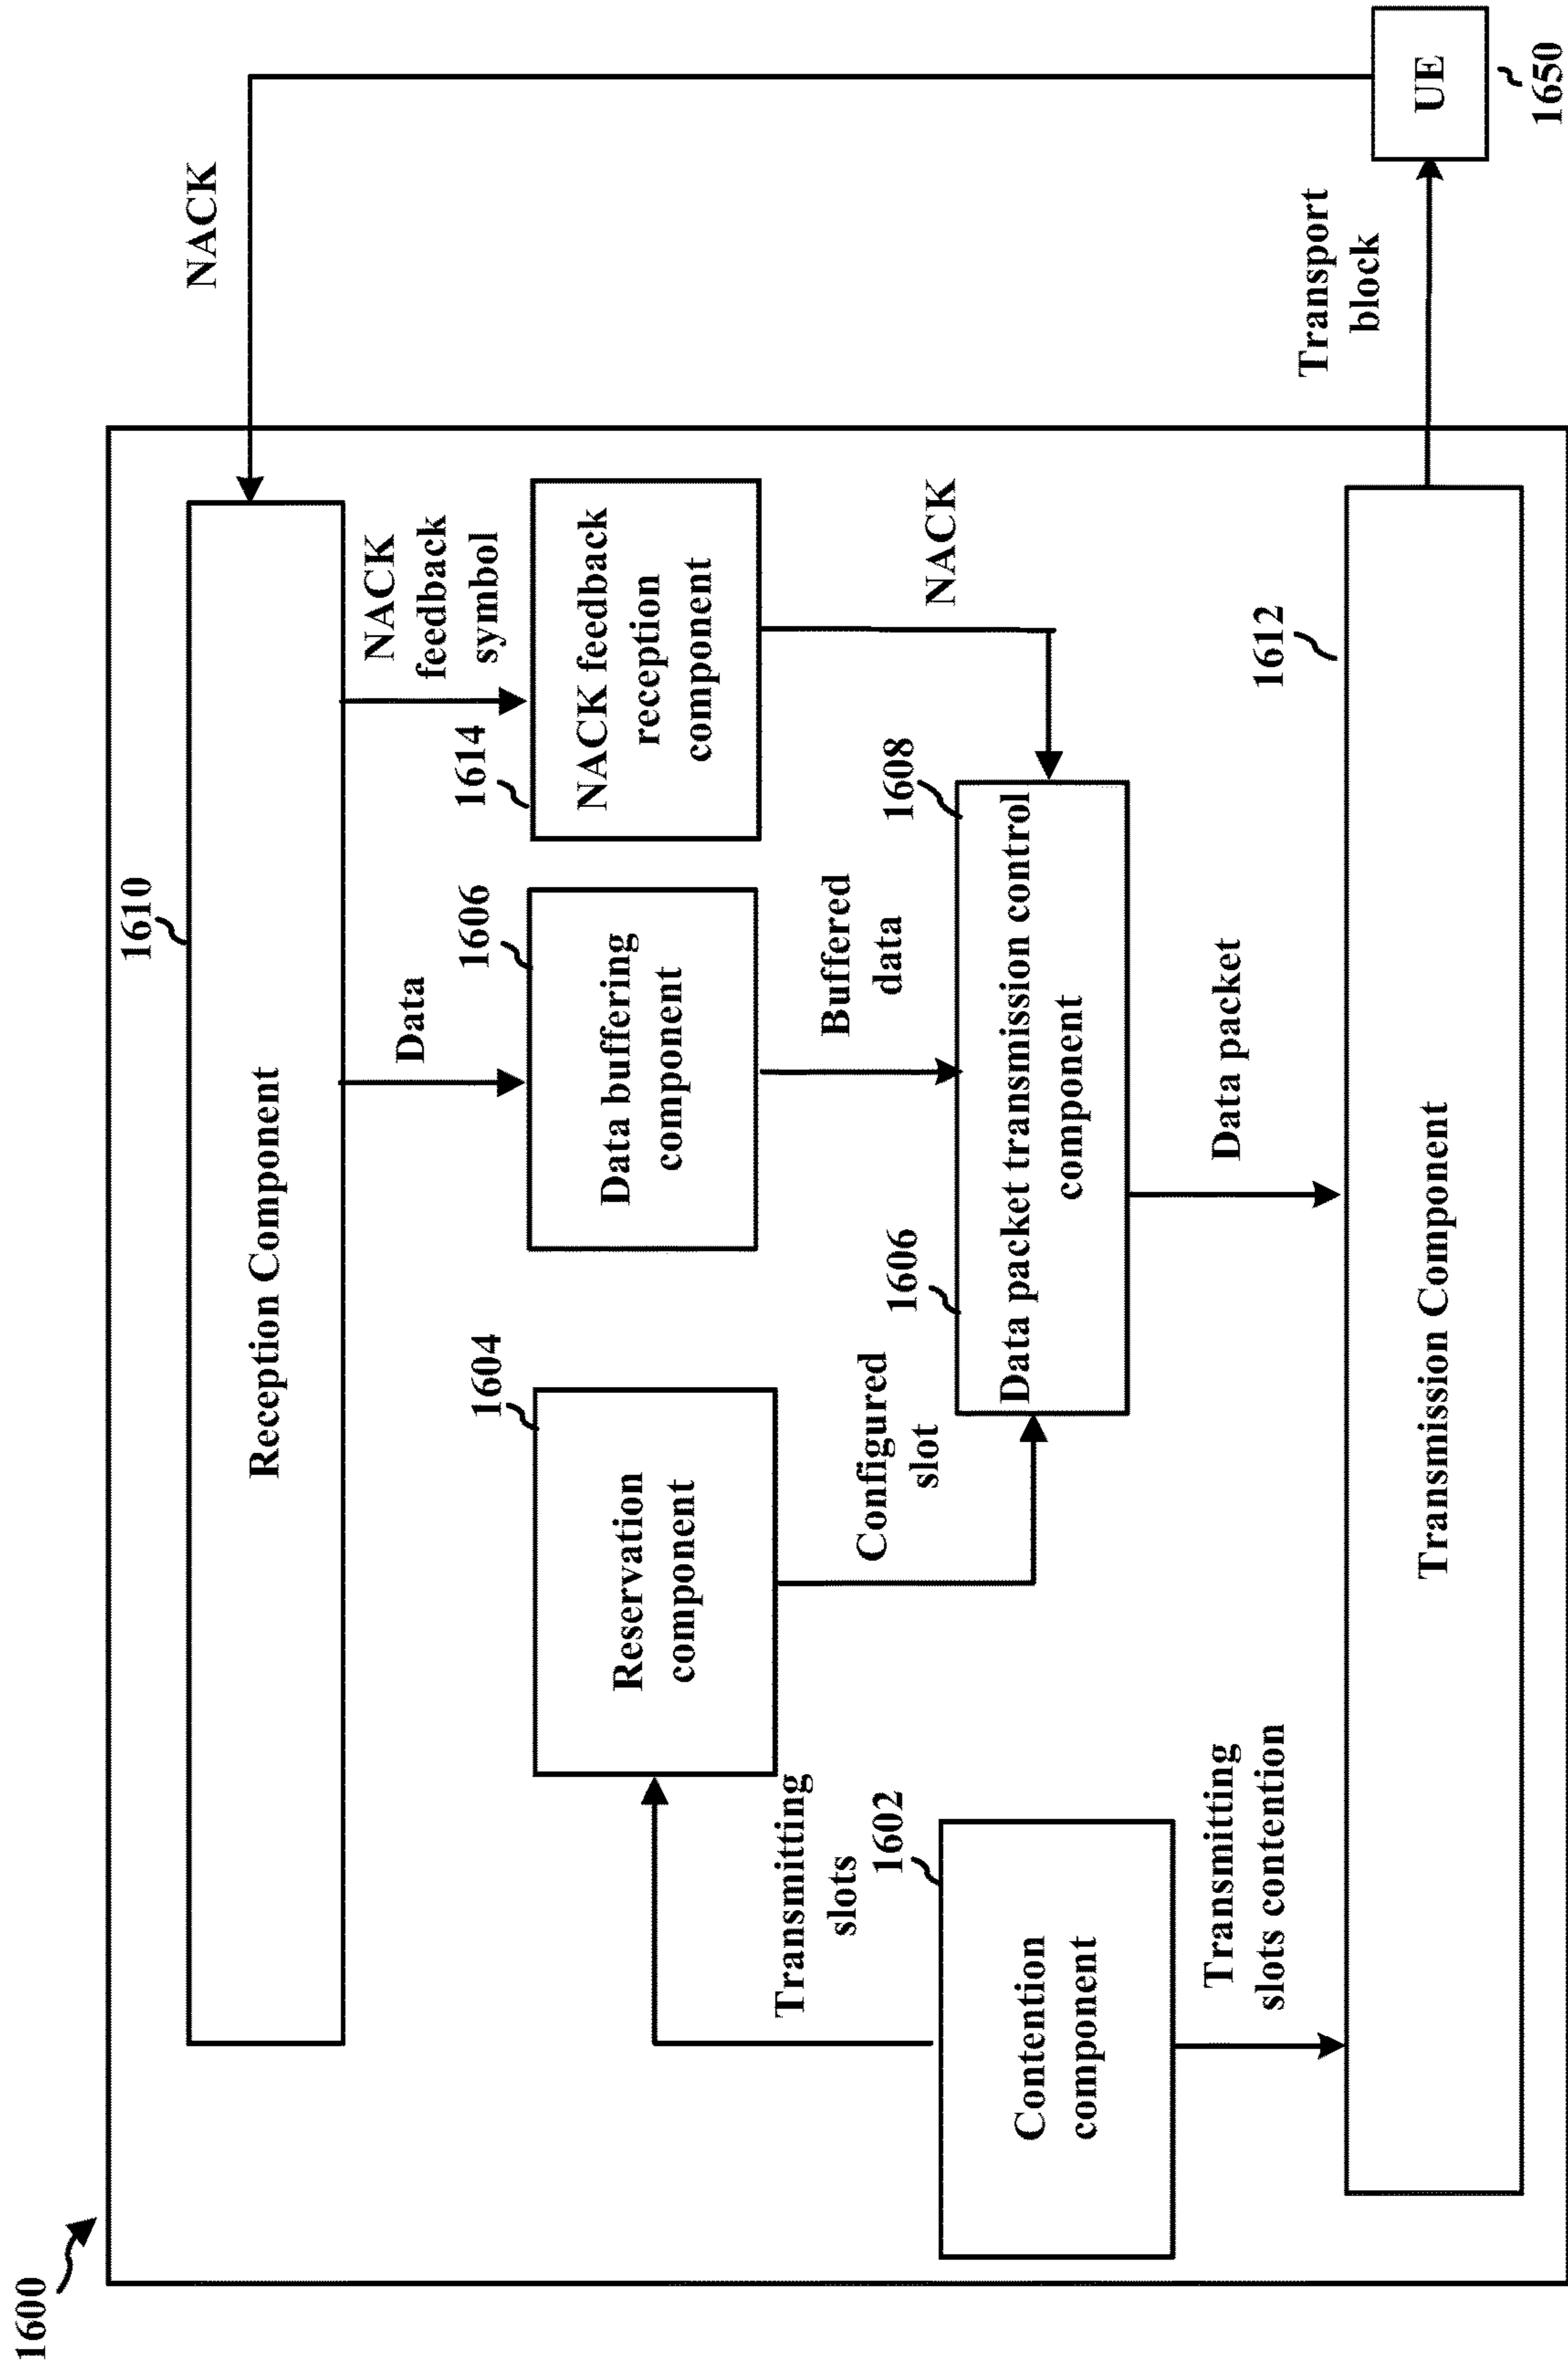 1600
1610
Reception Component
NACK
Data
NACK
feedback
symbol
1604
Reservation
component
1606
Data buffering
component
1614
NACK feedback
reception
component
Transmitting
slots
Configured
slot
Buffered
data
NACK
1602
Contention
component
1606
1608
Data packet transmission control
component
Transmitting
slots contention
Data packet
1612
Transmission Component
Transport
block
UE
1650